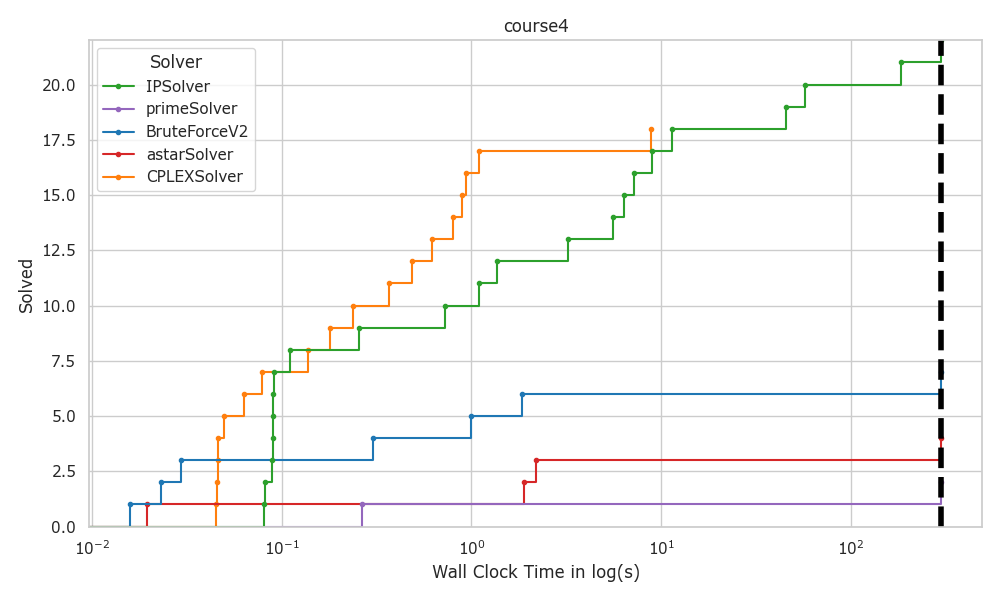 course4
Solver
IPSolver
primeSolver
BruteForceV2
astarSolver
CPLEXSolver
Solved
20.0
17.5
15.0
12.5
10.0
7.5
5.0
2.5
0.0
10⁻² 10⁻¹ 10⁰ 10¹ 10²
Wall Clock Time in log(s)